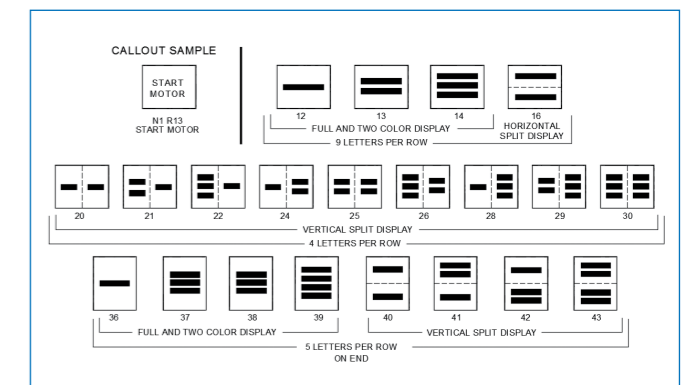 CALLOUT SAMPLE
START
MOTOR
N1 R13
START MOTOR
12 13 14 16
FULL AND TWO COLOR DISPLAY
HORIZONTAL
SPLIT DISPLAY
9 LETTERS PER ROW
20 21 22 24 25 26 28 29 30
VERTICAL SPLIT DISPLAY
4 LETTERS PER ROW
36 37 38 39 40 41 42 43
FULL AND TWO COLOR DISPLAY VERTICAL SPLIT DISPLAY
5 LETTERS PER ROW
ON END